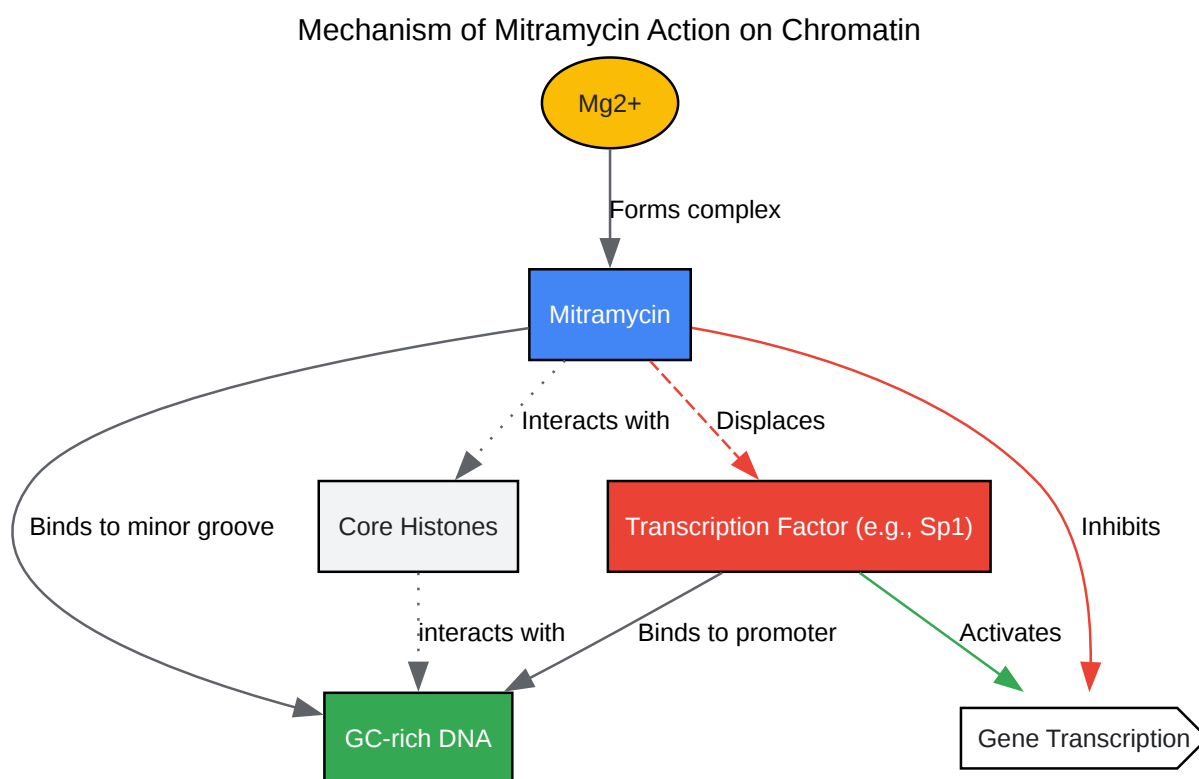 Mechanism of Mitramycin Action on Chromatin
Mg2+
Forms complex
Mitramycin
Interacts with
Displaces
Binds to minor groove
Core Histones
Transcription Factor (e.g., Sp1)
Inhibits
interacts with
Binds to promoter
Activates
GC-rich DNA
Gene Transcription